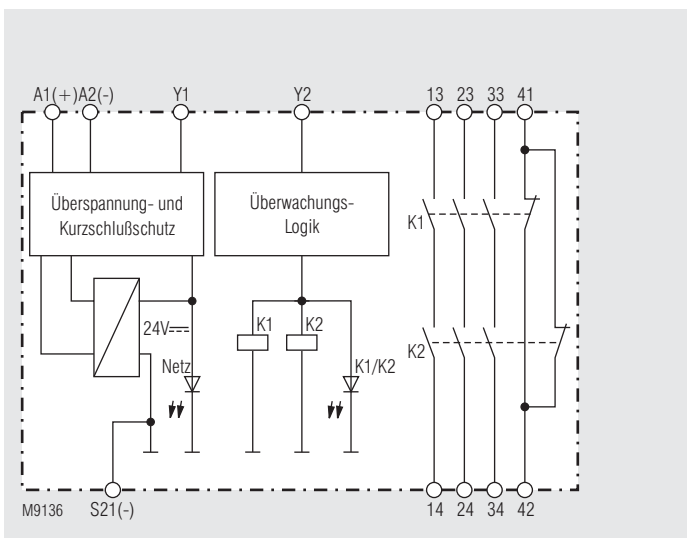 A1(+)A2(-) Y1 Y2 13 23 33 41
Überspannung- und
Kurzschlußschutz
Überwachungs-
Logik
K1
24V
K1 K2
K2
Netz K1/K2
M9136 S21(-) 14 24 34 42